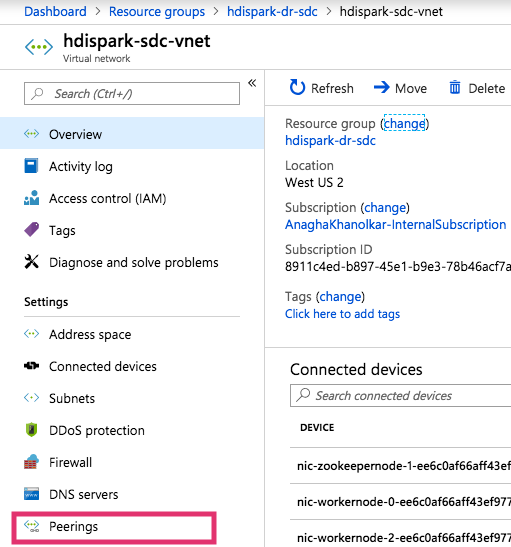 Dashboard > Resource groups > hdispark-dr-sdc > hdispark-sdc-vnet
hdispark-sdc-vnet
Virtual network
Search (Ctrl+/)
«
Overview
Activity log
Access control (IAM)
Tags
Diagnose and solve problems
Settings
Address space
Connected devices
Subnets
DDoS protection
Firewall
DNS servers
Peerings
Refresh Move Delete
Resource group (change)
hdispark-dr-sdc
Location
West US 2
Subscription (change)
AnaghaKhanolkar-InternalSubscription
Subscription ID
8911c4ed-b897-45e1-b9e3-78b46acf7a
Tags (change)
Click here to add tags
Connected devices
Search connected devices
DEVICE
nic-zookeepernode-1-ee6c0af66aff43ef
nic-workernode-0-ee6c0af66aff43ef977
nic-workernode-2-ee6c0af66aff43ef977